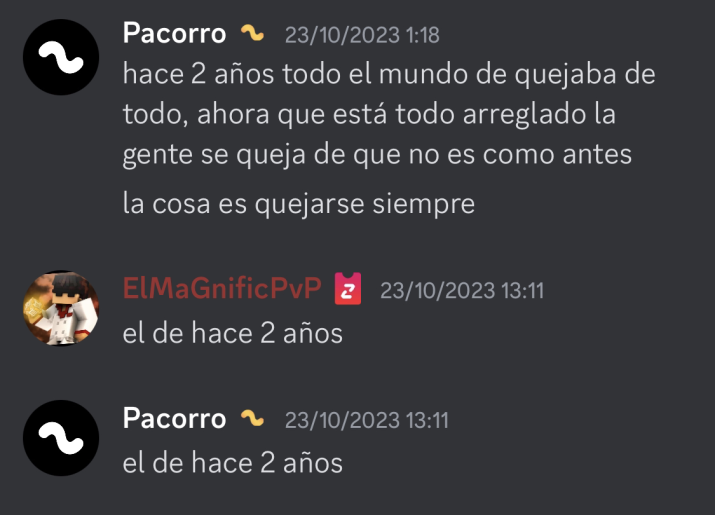 Pacorro 23/10/2023 1:18
hace 2 años todo el mundo de quejaba de
todo, ahora que está todo arreglado la
gente se queja de que no es como antes
la cosa es quejarse siempre
ElMaGnificPvP 23/10/2023 13:11
el de hace 2 años
Pacorro 23/10/2023 13:11
el de hace 2 años